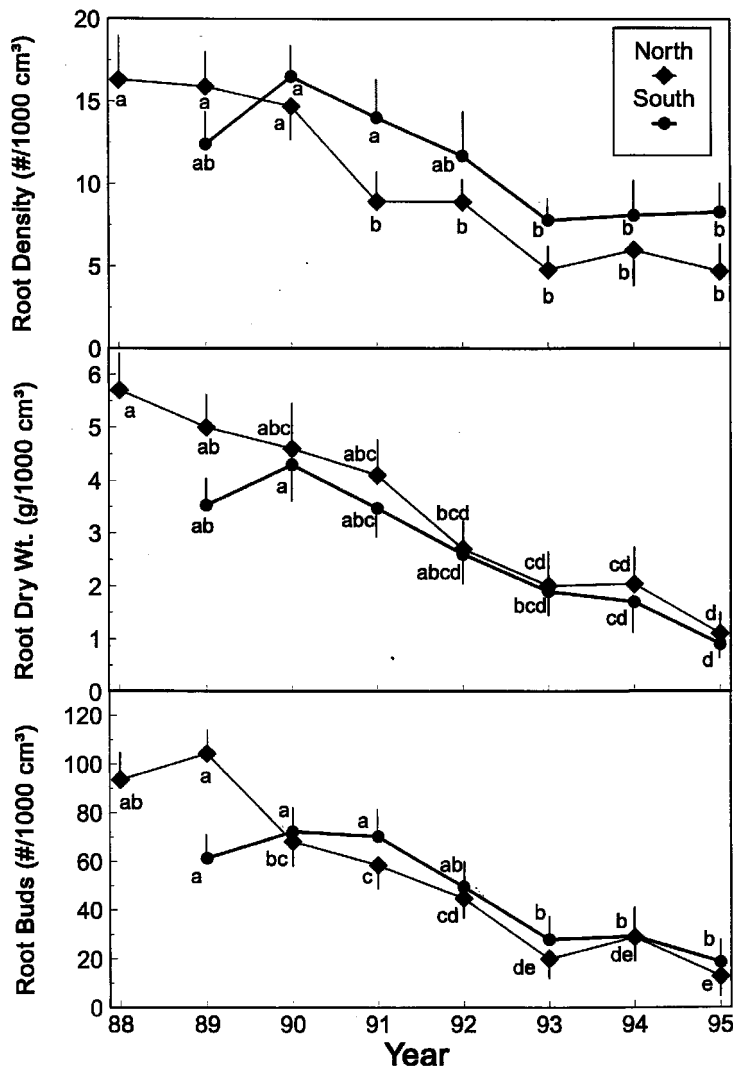 Root Density (#/1000 cm³)
20
15
10
5
0
North
South
a
a
a
b
b
b
b
b
ab
a
a
ab
b
b
b
Root Dry Wt. (g/1000 cm³)
6
5
4
3
2
1
0
a
ab
abc
abc
bcd
cd
cd
d
ab
a
abc
abcd
bcd
cd
d
Root Buds (#/1000 cm³)
120
100
80
60
40
20
0
ab
a
bc
c
cd
de
de
e
a
a
a
ab
b
b
b
88 89 90 91 92 93 94 95
Year